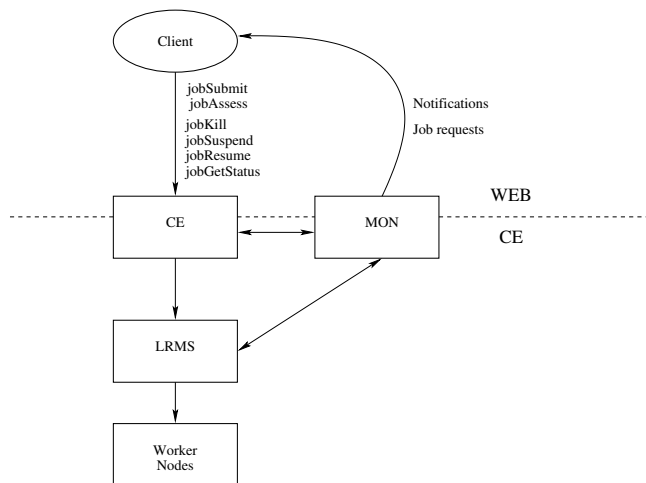 Client
jobSubmit
jobAssess
jobKill
jobSuspend
jobResume
jobGetStatus
Notifications
Job requests
WEB
CE
MON
CE
LRMS
Worker
Nodes